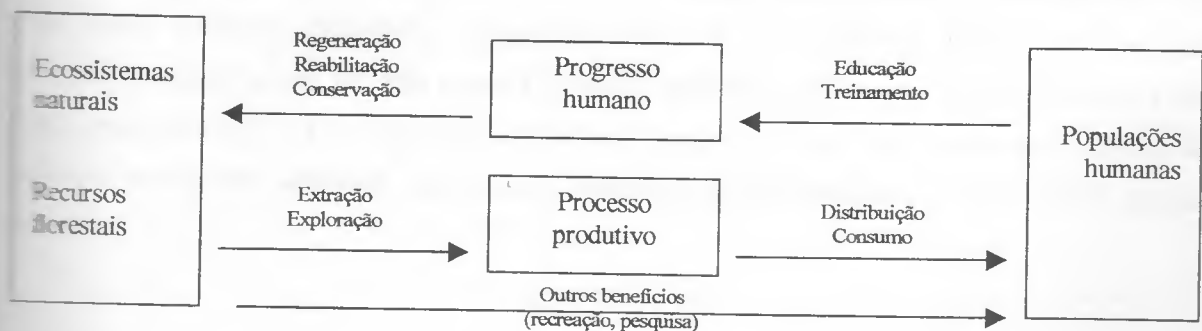 Ecossistemas
naturais
Recursos
florestais
Regeneração
Reabilitação
Conservação
Progresso
humano
Educação
Treinamento
Populações
humanas
Extração
Exploração
Processo
produtivo
Distribuição
Consumo
Outros benefícios
(recreação, pesquisa)